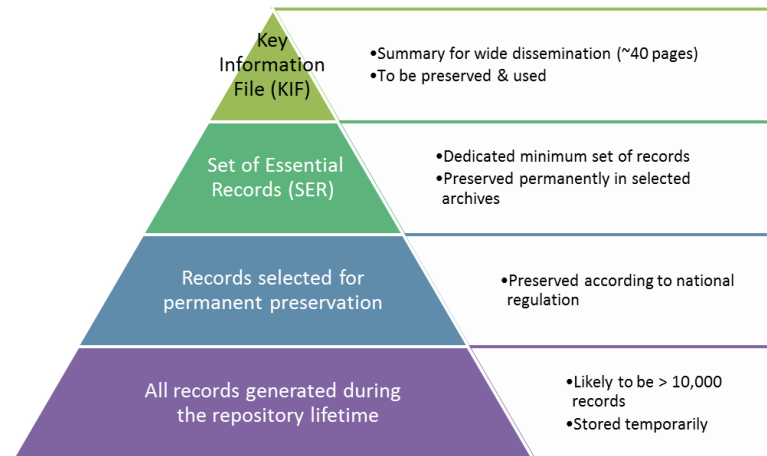 Key
Information
File (KIF)
•Summary for wide dissemination (~40 pages)
•To be preserved & used
Set of Essential
Records (SER)
•Dedicated minimum set of records
•Preserved permanently in selected
archives
Records selected for
permanent preservation
•Preserved according to national
regulation
All records generated during
the repository lifetime
•Likely to be > 10,000
records
•Stored temporarily